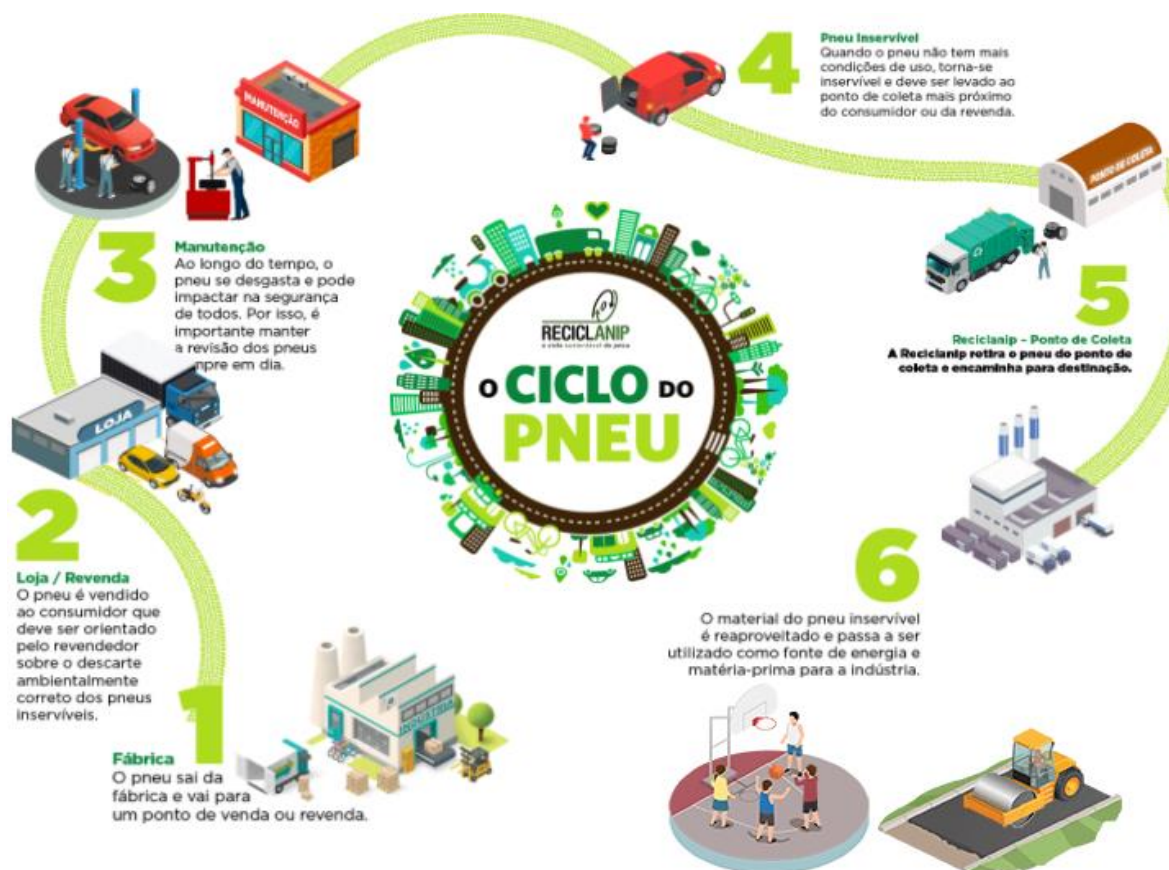 1
Fábrica
O pneu sai da
fábrica e vai para
um ponto de venda ou revenda.
INDÚSTRIA
2
Loja / Revenda
O pneu é vendido
ao consumidor que
deve ser orientado
pelo revendedor
sobre o descarte
ambientalmente
correto dos pneus
inservíveis.
LOJA
3
Manutenção
Ao longo do tempo, o
pneu se desgasta e pode
impactar na segurança
de todos. Por isso, é
importante manter
a revisão dos pneus
mpre em dia.
MANUTENÇÃO
4
Pneu Inservível
Quando o pneu não tem mais
condições de uso, torna-se
inservível e deve ser levado ao
ponto de coleta mais próximo
do consumidor ou da revenda.
PONTO DE COLETA
5
Reciclanip – Ponto de Coleta
A Reciclanip retira o pneu do ponto de
coleta e encaminha para destinação.
6
O material do pneu inservível
é reaproveitado e passa a ser
utilizado como fonte de energia e
matéria-prima para a indústria.
RECICLANIP
O CICLO DO
PNEU